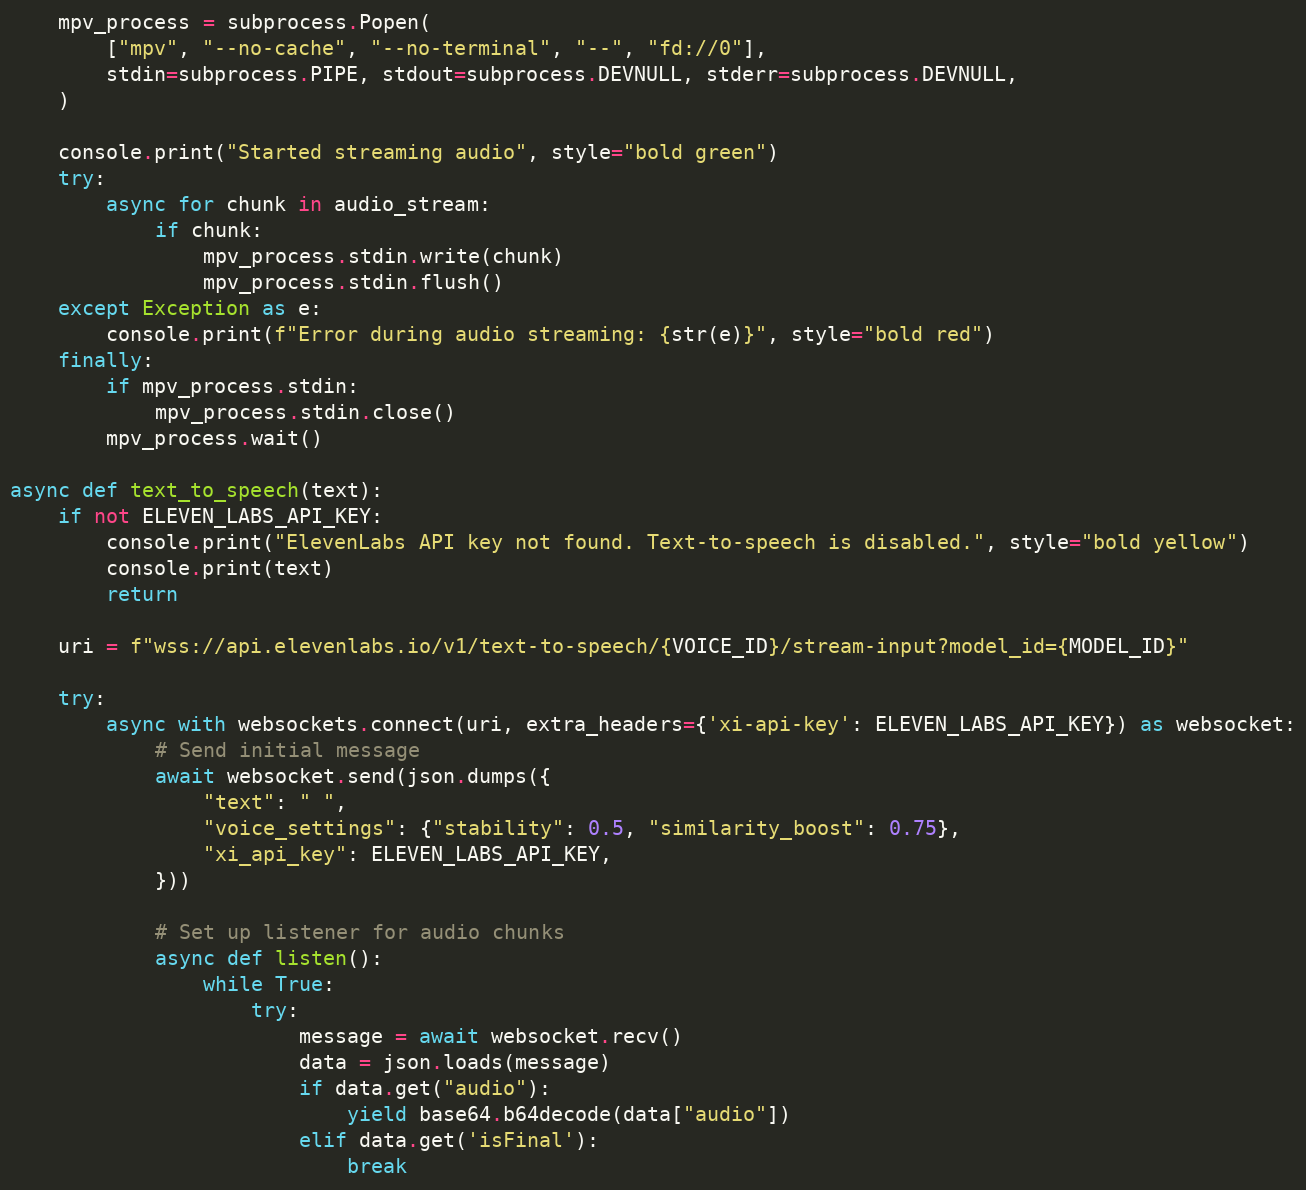 mpv_process = subprocess.Popen(
        ["mpv", "--no-cache", "--no-terminal", "--", "fd://0"],
        stdin=subprocess.PIPE, stdout=subprocess.DEVNULL, stderr=subprocess.DEVNULL,
    )

    console.print("Started streaming audio", style="bold green")
    try:
        async for chunk in audio_stream:
            if chunk:
                mpv_process.stdin.write(chunk)
                mpv_process.stdin.flush()
    except Exception as e:
        console.print(f"Error during audio streaming: {str(e)}", style="bold red")
    finally:
        if mpv_process.stdin:
            mpv_process.stdin.close()
        mpv_process.wait()

async def text_to_speech(text):
    if not ELEVEN_LABS_API_KEY:
        console.print("ElevenLabs API key not found. Text-to-speech is disabled.", style="bold yellow")
        console.print(text)
        return

    uri = f"wss://api.elevenlabs.io/v1/text-to-speech/{VOICE_ID}/stream-input?model_id={MODEL_ID}"

    try:
        async with websockets.connect(uri, extra_headers={'xi-api-key': ELEVEN_LABS_API_KEY}) as websocket:
            # Send initial message
            await websocket.send(json.dumps({
                "text": " ",
                "voice_settings": {"stability": 0.5, "similarity_boost": 0.75},
                "xi_api_key": ELEVEN_LABS_API_KEY,
            }))

            # Set up listener for audio chunks
            async def listen():
                while True:
                    try:
                        message = await websocket.recv()
                        data = json.loads(message)
                        if data.get("audio"):
                            yield base64.b64decode(data["audio"])
                        elif data.get('isFinal'):
                            break